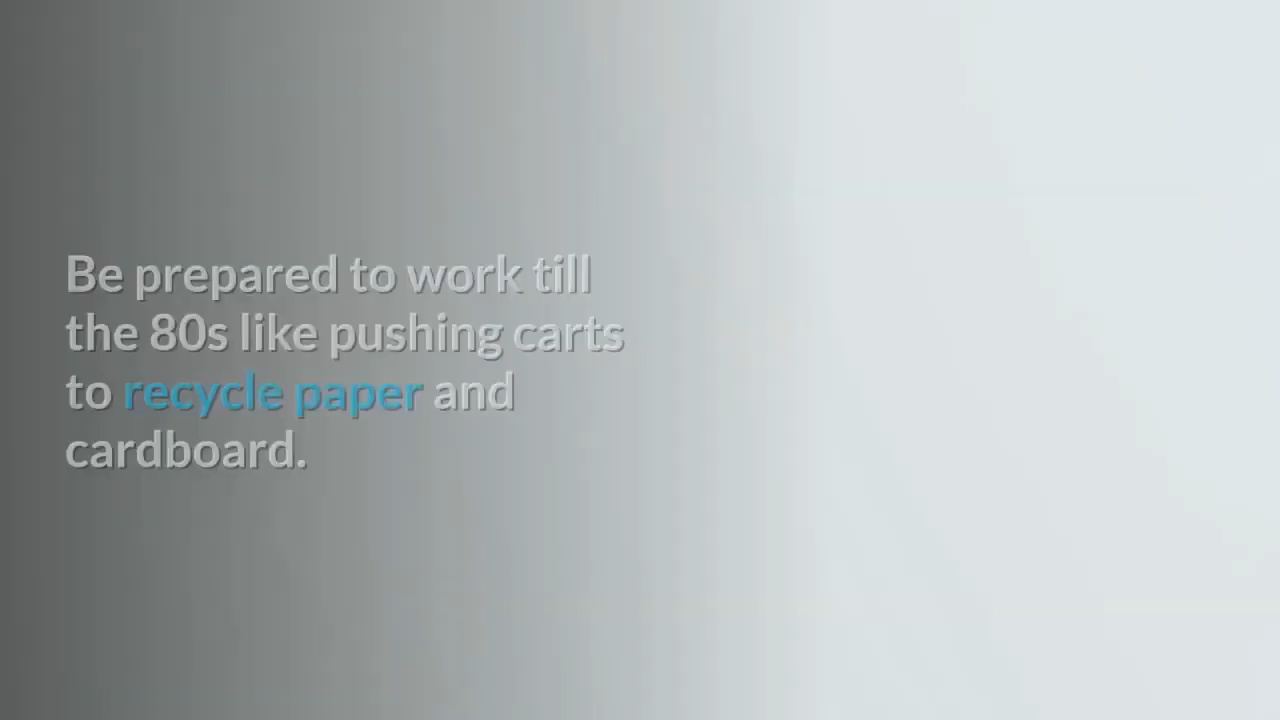 Be prepared to work till
the 80s like pushing carts
to recycle paper and
cardboard.